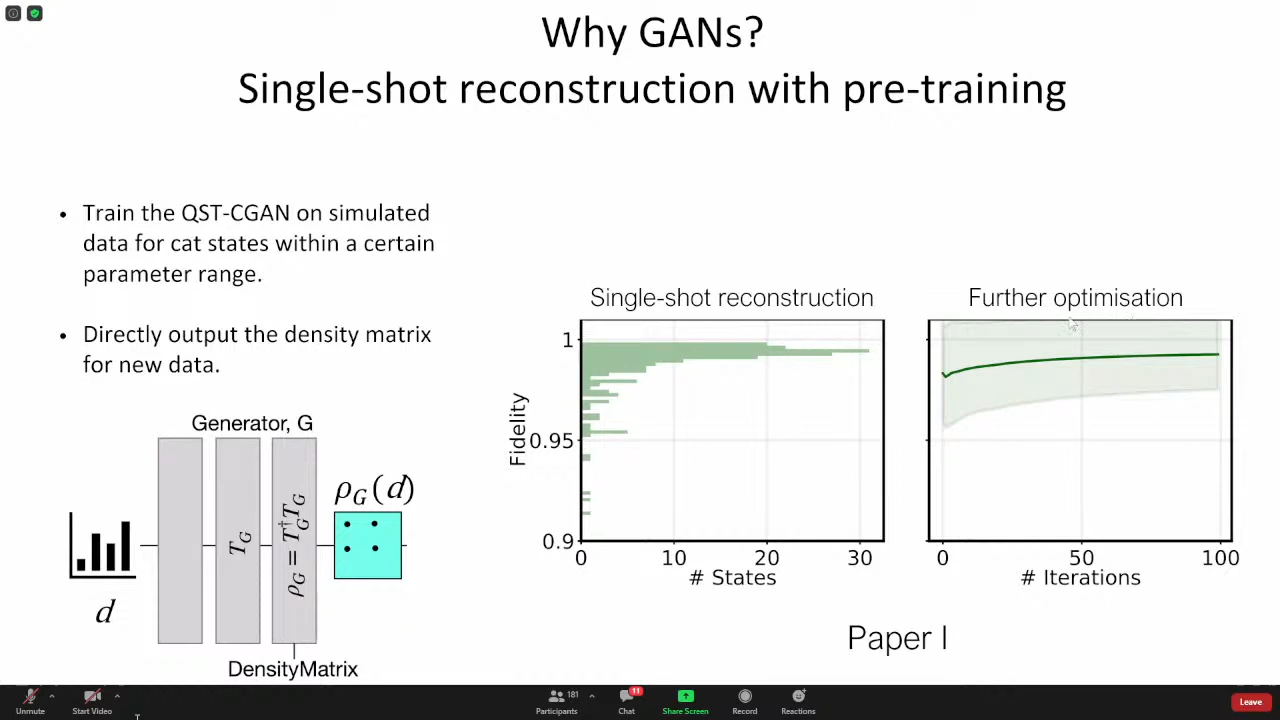 Why GANs?
Single-shot reconstruction with pre-training
• Train the QST-CGAN on simulated
data for cat states within a certain
parameter range.
• Directly output the density matrix
for new data.
Generator, G
d
T_G
ρ_G = T_G^† T_G
ρ_G(d)
DensityMatrix
Single-shot reconstruction
Fidelity
1
0.95
0.9
0 10 20 30
# States
Further optimisation
0 50 100
# Iterations
Paper I
Unmute
Start Video
Participants
181
Chat
11
Share Screen
Record
Reactions
Leave